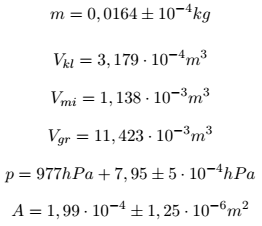 m = 0,0164 ± 10⁻⁴kg
V_kl = 3,179 · 10⁻⁴m³
V_mi = 1,138 · 10⁻³m³
V_gr = 11,423 · 10⁻³m³
p = 977hPa + 7,95 ± 5 · 10⁻⁴hPa
A = 1,99 · 10⁻⁴ ± 1,25 · 10⁻⁶m²